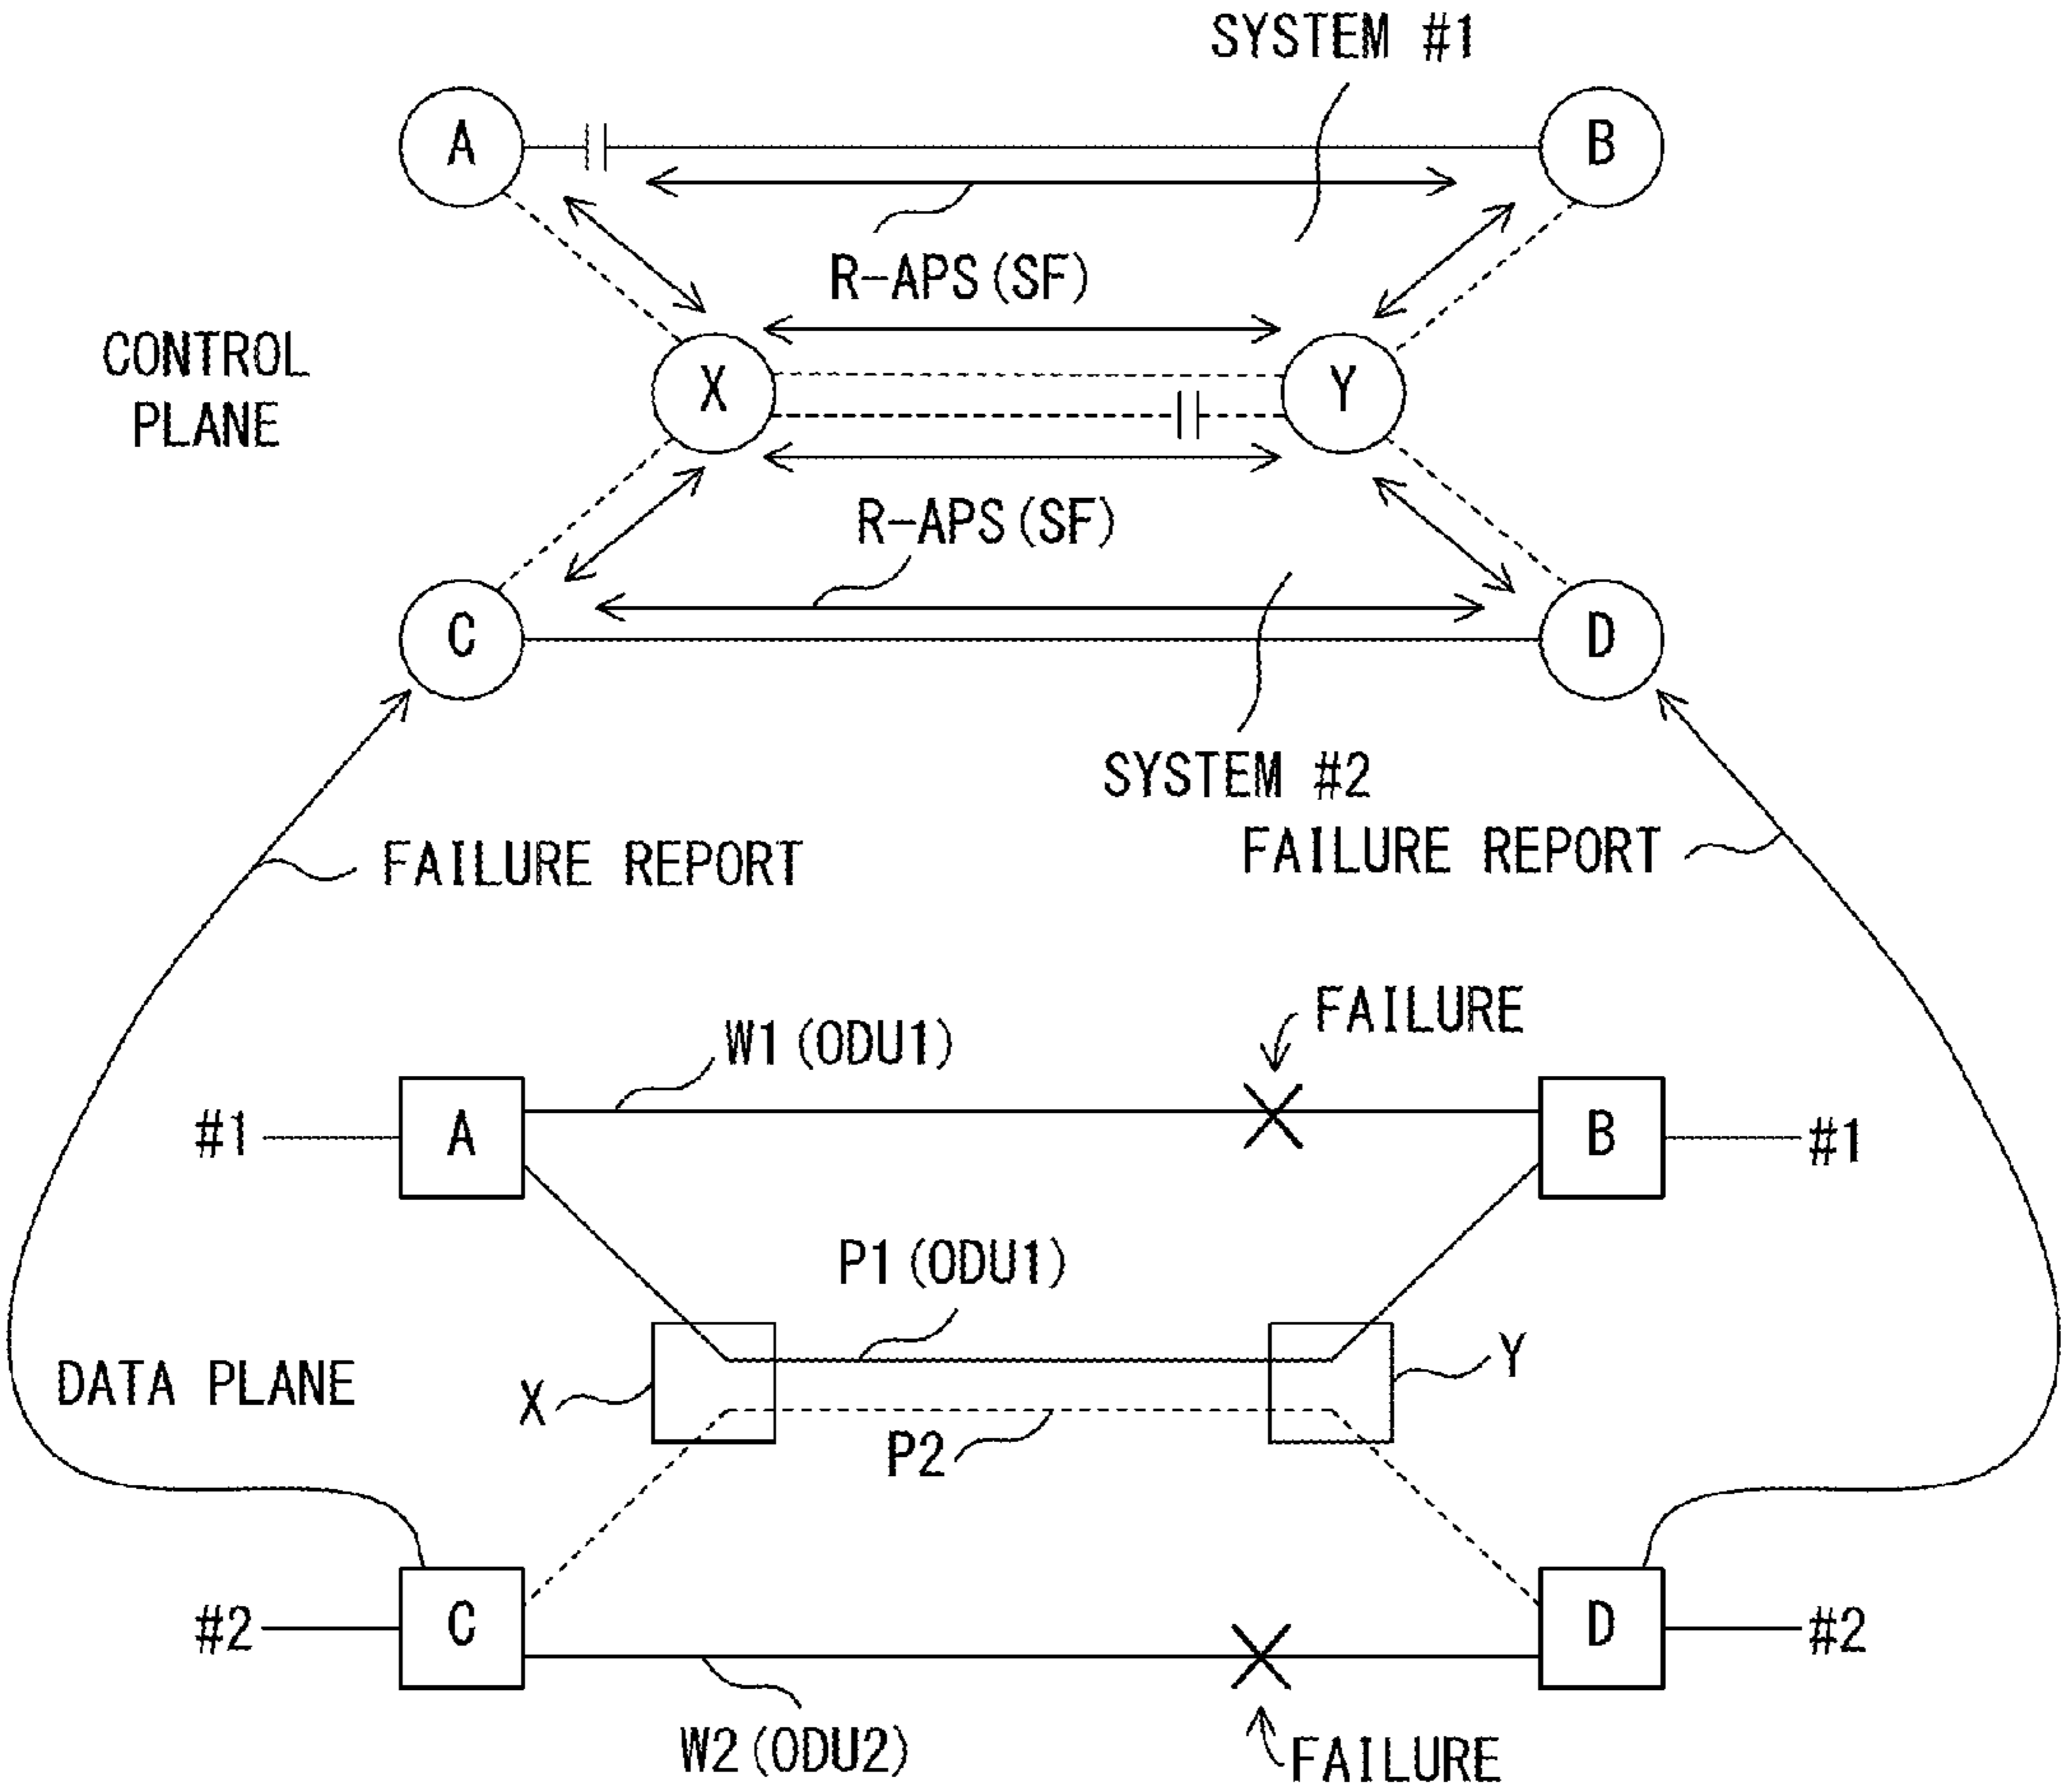 SYSTEM #1
A
B
R-APS(SF)
CONTROL
PLANE
X
Y
R-APS(SF)
C
D
SYSTEM #2
FAILURE REPORT
FAILURE REPORT
FAILURE
W1(ODU1)
#1
A
B
#1
P1(ODU1)
DATA PLANE
X
Y
P2
#2
C
D
#2
W2(ODU2)
FAILURE